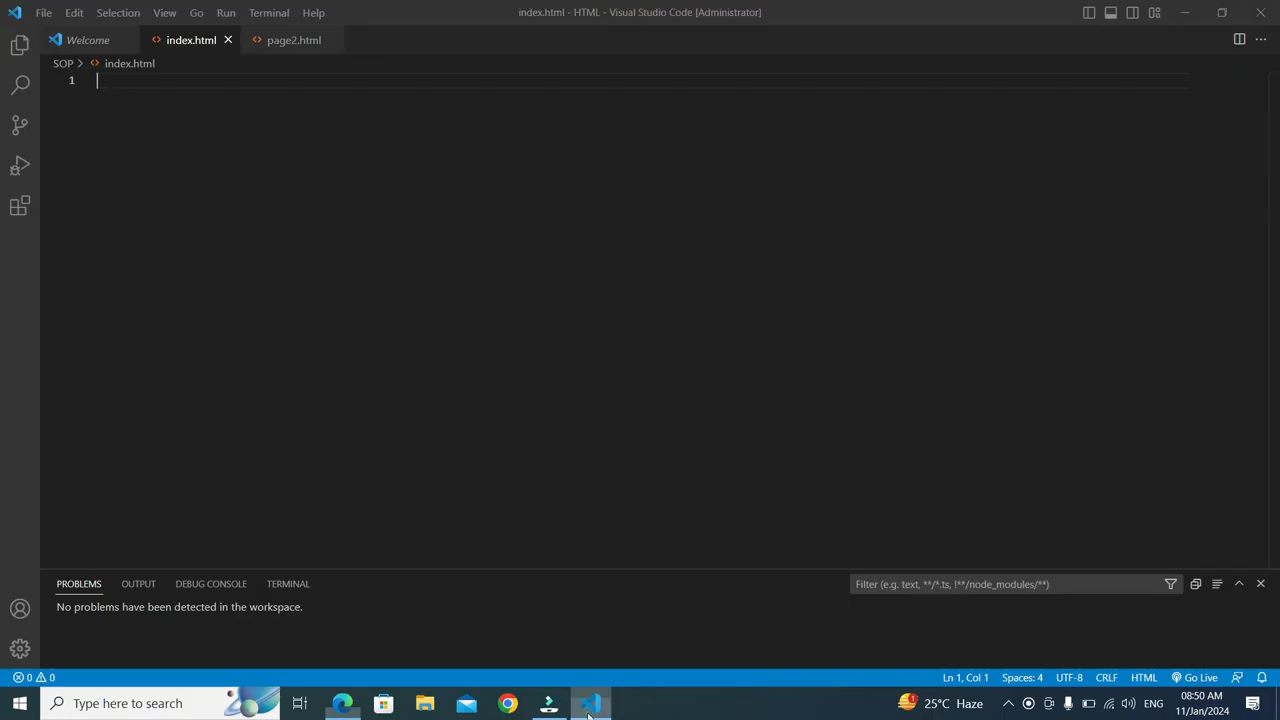 File Edit Selection View Go Run Terminal Help
index.html - HTML - Visual Studio Code [Administrator]
Welcome
index.html
page2.html
SOP > index.html
1
PROBLEMS OUTPUT DEBUG CONSOLE TERMINAL
Filter (e.g. text, **/*.ts, !**/node_modules/**)
No problems have been detected in the workspace.
0 0
Ln 1, Col 1 Spaces: 4 UTF-8 CRLF HTML Go Live
Type here to search
1
25°C Haze
ENG
08:50 AM
11/Jan/2024